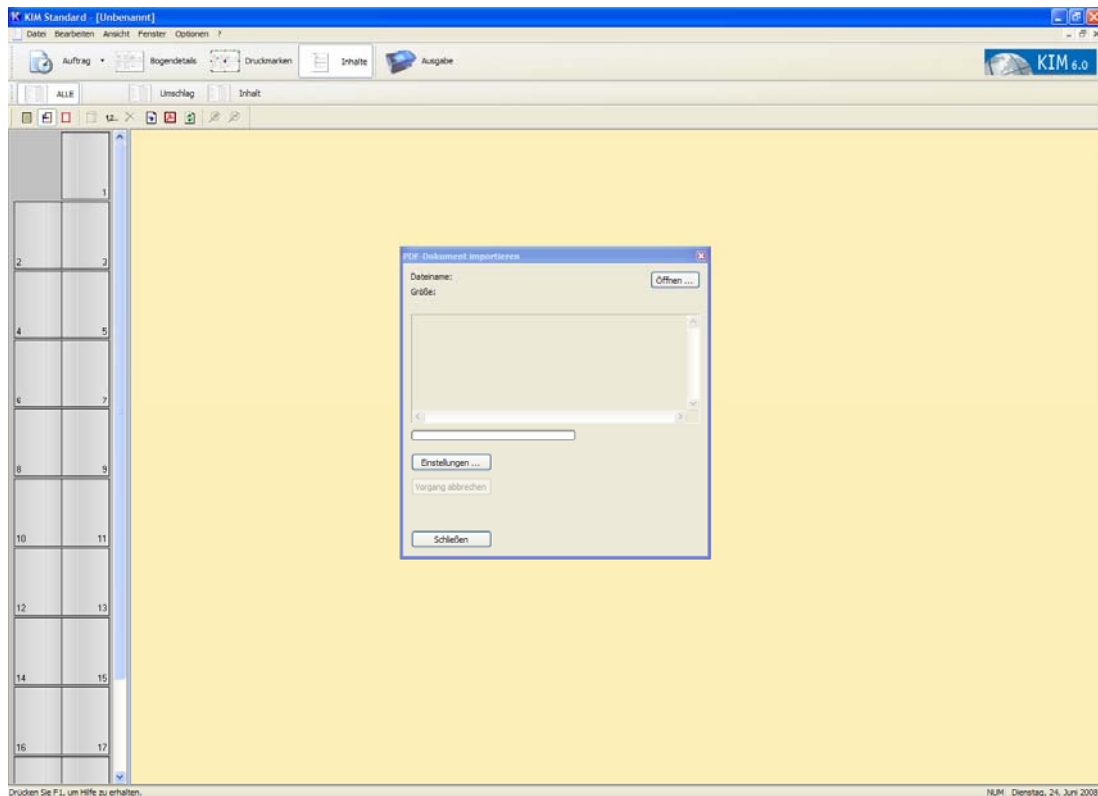 KIM Standard - [Unbenannt]
Datei Bearbeiten Ansicht Fenster Optionen ?
Auftrag Bogendetails Druckmarken Inhalte Ausgabe KIM 6.0
ALLE Umschlag Inhalt
1
2 3
PDF-Dokument importieren
Dateiname: Öffnen ...
Größe:
4 5
6 7
Einstellungen ...
8 9
Vorgang abbrechen
10 11 Schließen
12 13
14 15
16 17
Drücken Sie F1, um Hilfe zu erhalten. NUM Dienstag, 24. Juni 2008